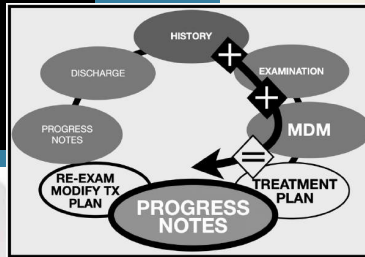 HISTORY
EXAMINATION
MDM
TREATMENT
PLAN
PROGRESS
NOTES
RE-EXAM
MODIFY TX
PLAN
PROGRESS
NOTES
DISCHARGE
+
+
=